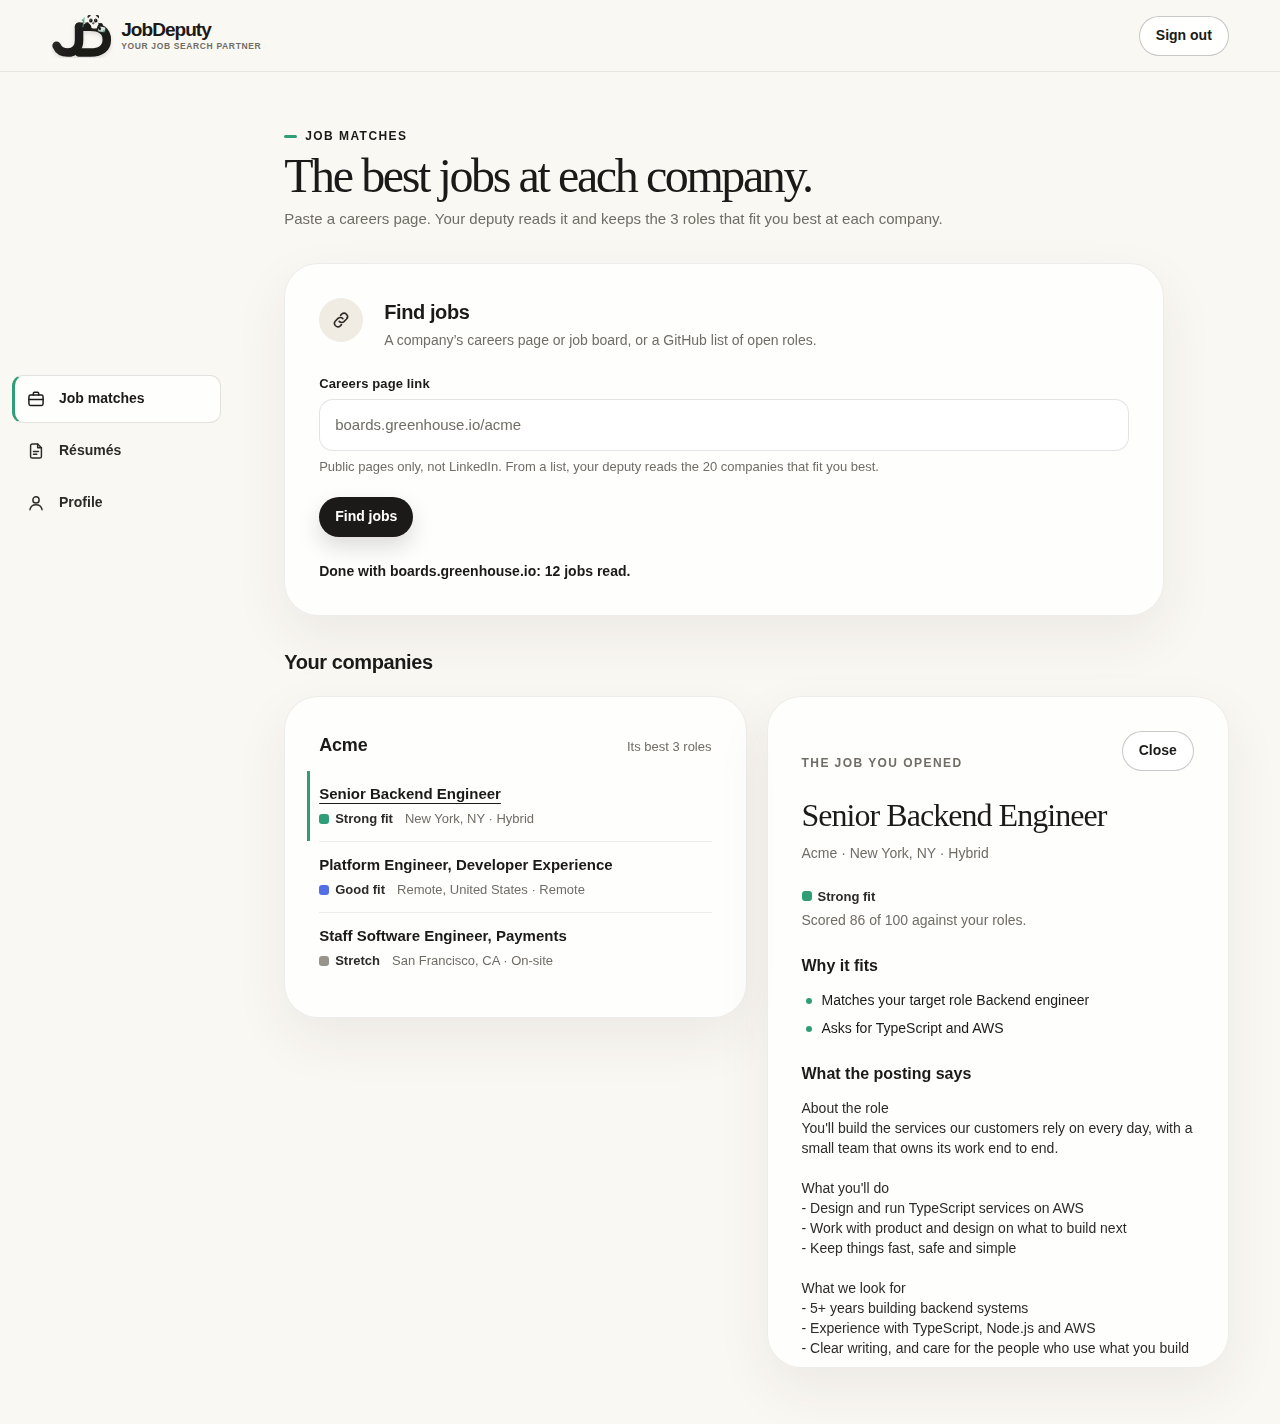 JobDeputy
YOUR JOB SEARCH PARTNER
Sign out
Job matches
Résumés
Profile
JOB MATCHES
The best jobs at each company.
Paste a careers page. Your deputy reads it and keeps the 3 roles that fit you best at each company.
Find jobs
A company’s careers page or job board, or a GitHub list of open roles.
Careers page link
boards.greenhouse.io/acme
Public pages only, not LinkedIn. From a list, your deputy reads the 20 companies that fit you best.
Find jobs
Done with boards.greenhouse.io: 12 jobs read.
Your companies
Acme
Its best 3 roles
Senior Backend Engineer
Strong fit New York, NY · Hybrid
Platform Engineer, Developer Experience
Good fit Remote, United States · Remote
Staff Software Engineer, Payments
Stretch San Francisco, CA · On-site
THE JOB YOU OPENED
Close
Senior Backend Engineer
Acme · New York, NY · Hybrid
Strong fit
Scored 86 of 100 against your roles.
Why it fits
Matches your target role Backend engineer
Asks for TypeScript and AWS
What the posting says
About the role
You'll build the services our customers rely on every day, with a
small team that owns its work end to end.
What you'll do
- Design and run TypeScript services on AWS
- Work with product and design on what to build next
- Keep things fast, safe and simple
What we look for
- 5+ years building backend systems
- Experience with TypeScript, Node.js and AWS
- Clear writing, and care for the people who use what you build